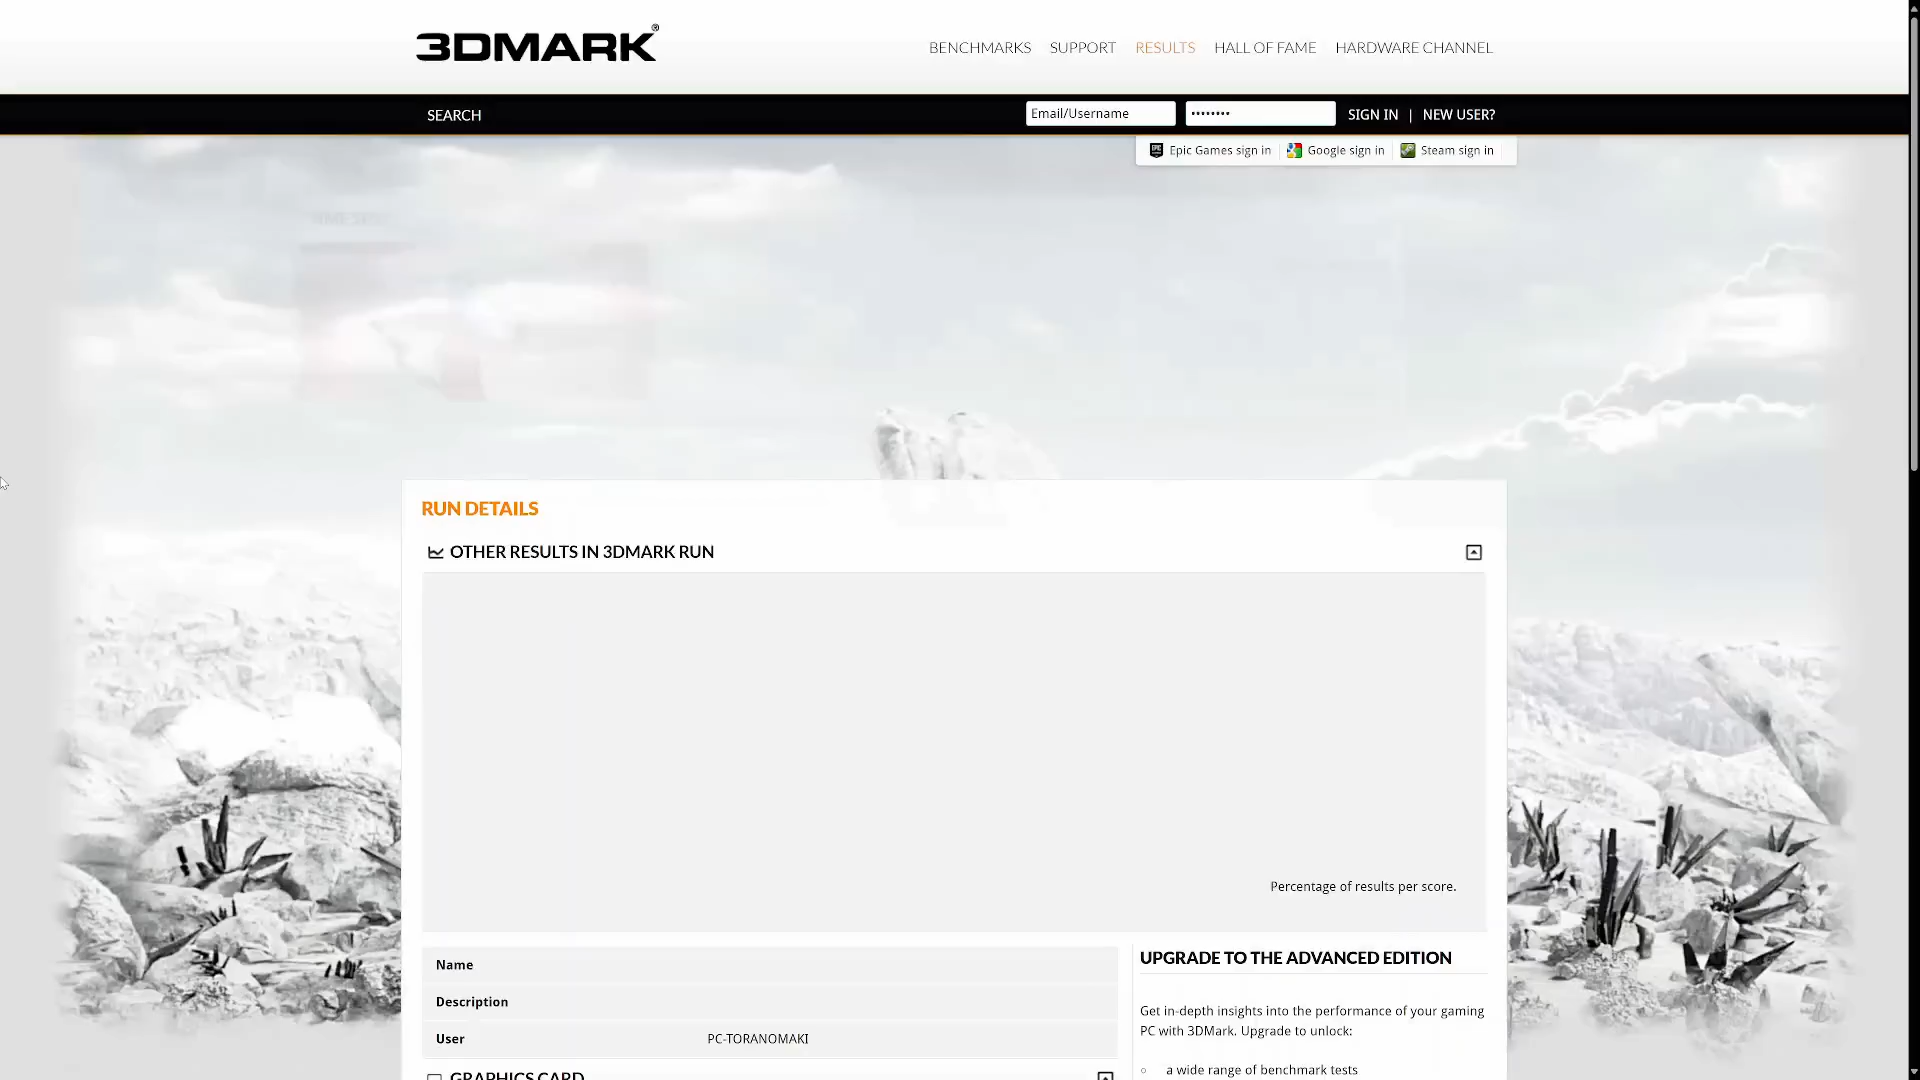 3DMARK®
BENCHMARKS SUPPORT RESULTS HALL OF FAME HARDWARE CHANNEL
SEARCH
Email/Username •••••••• SIGN IN | NEW USER?
Epic Games sign in Google sign in Steam sign in
RUN DETAILS
OTHER RESULTS IN 3DMARK RUN
Percentage of results per score.
Name
Description
User PC-TORANOMAKI
GRAPHICS CARD
UPGRADE TO THE ADVANCED EDITION
Get in-depth insights into the performance of your gaming
PC with 3DMark. Upgrade to unlock:
a wide range of benchmark tests